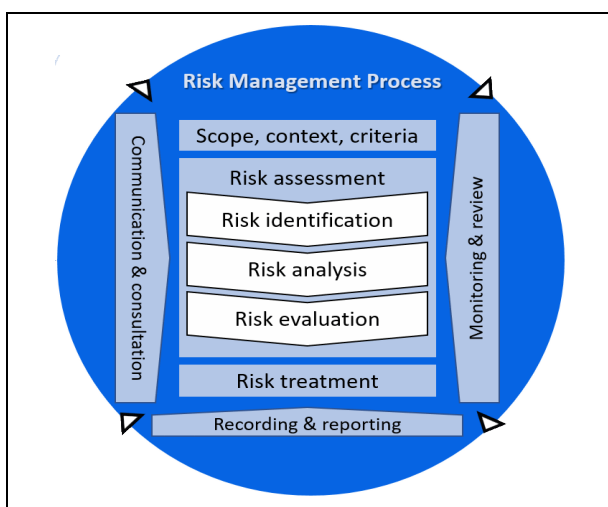 Risk Management Process
Scope, context, criteria
Risk assessment
Risk identification
Risk analysis
Risk evaluation
Risk treatment
Recording & reporting
Communication & consultation
Monitoring & review